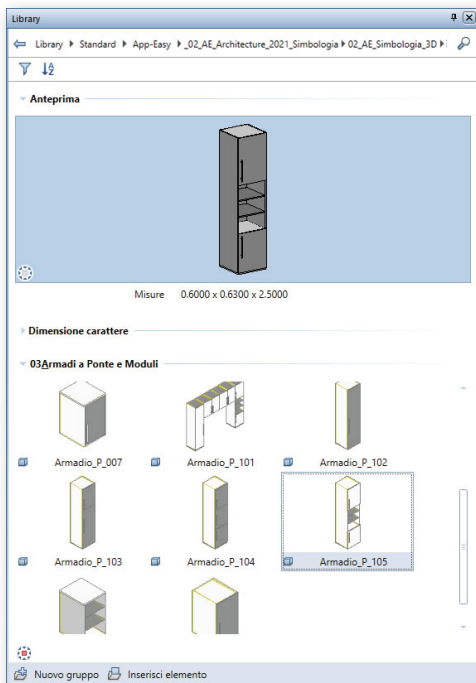 Library
Library Standard App-Easy _02_AE_Architecture_2021_Simbologia 02_AE_Simbologia_3D
Anteprima
Misure 0.6000 x 0.6300 x 2.5000
Dimensione carattere
03Armadi a Ponte e Moduli
Armadio_P_007 Armadio_P_101 Armadio_P_102
Armadio_P_103 Armadio_P_104 Armadio_P_105
Nuovo gruppo Inserisci elemento